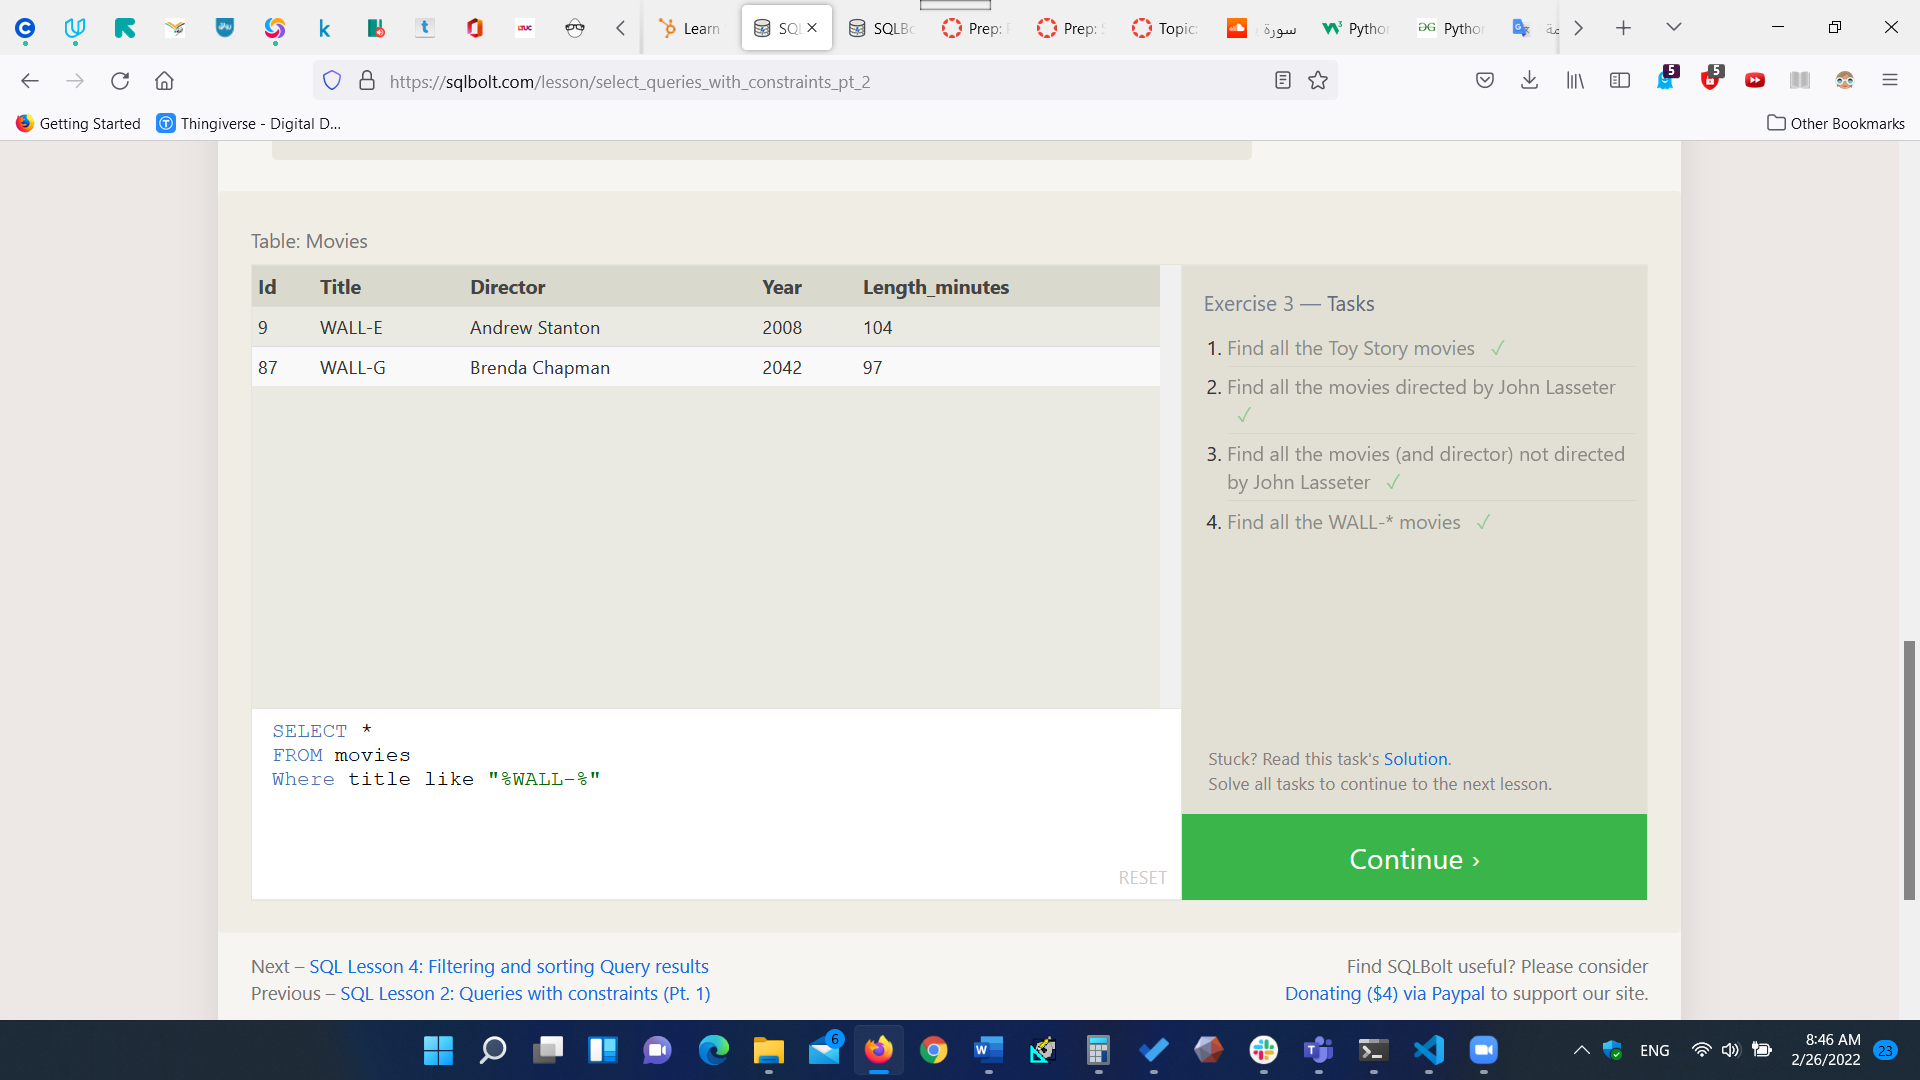 Learn
SQL
SQLBo
Prep: P
Prep: S
Topic:
سورة
Pythor
Pytho
https://sqlbolt.com/lesson/select_queries_with_constraints_pt_2
5
5
Getting Started
Thingiverse - Digital D...
Other Bookmarks
Table: Movies
Id Title Director Year Length_minutes
9 WALL-E Andrew Stanton 2008 104
87 WALL-G Brenda Chapman 2042 97
Exercise 3 — Tasks
1. Find all the Toy Story movies ✓
2. Find all the movies directed by John Lasseter
✓
3. Find all the movies (and director) not directed
by John Lasseter ✓
4. Find all the WALL-* movies ✓
SELECT *
FROM movies
Where title like "%WALL-%"
RESET
Stuck? Read this task's Solution.
Solve all tasks to continue to the next lesson.
Continue ›
Next – SQL Lesson 4: Filtering and sorting Query results
Previous – SQL Lesson 2: Queries with constraints (Pt. 1)
Find SQLBolt useful? Please consider
Donating ($4) via Paypal to support our site.
6
ENG
8:46 AM
2/26/2022
23